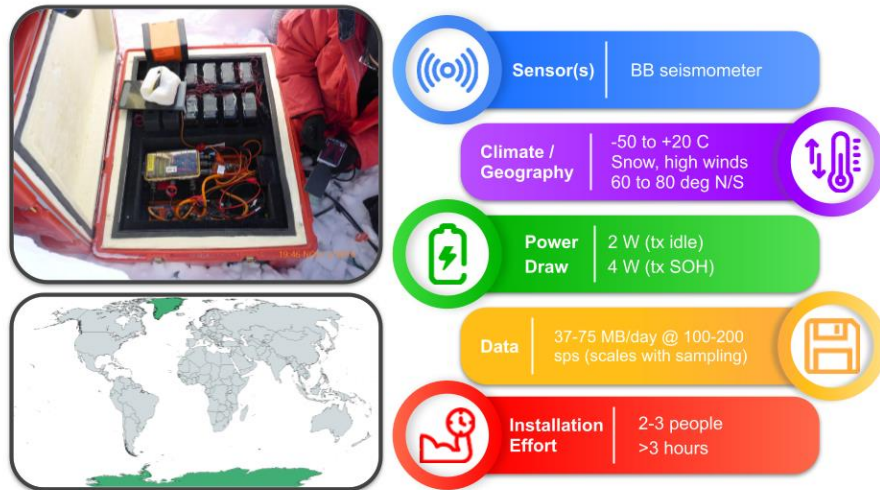 Sensor(s)
BB seismometer
Climate /
Geography
-50 to +20 C
Snow, high winds
60 to 80 deg N/S
Power
Draw
2 W (tx idle)
4 W (tx SOH)
Data
37-75 MB/day @ 100-200
sps (scales with sampling)
Installation
Effort
2-3 people
>3 hours